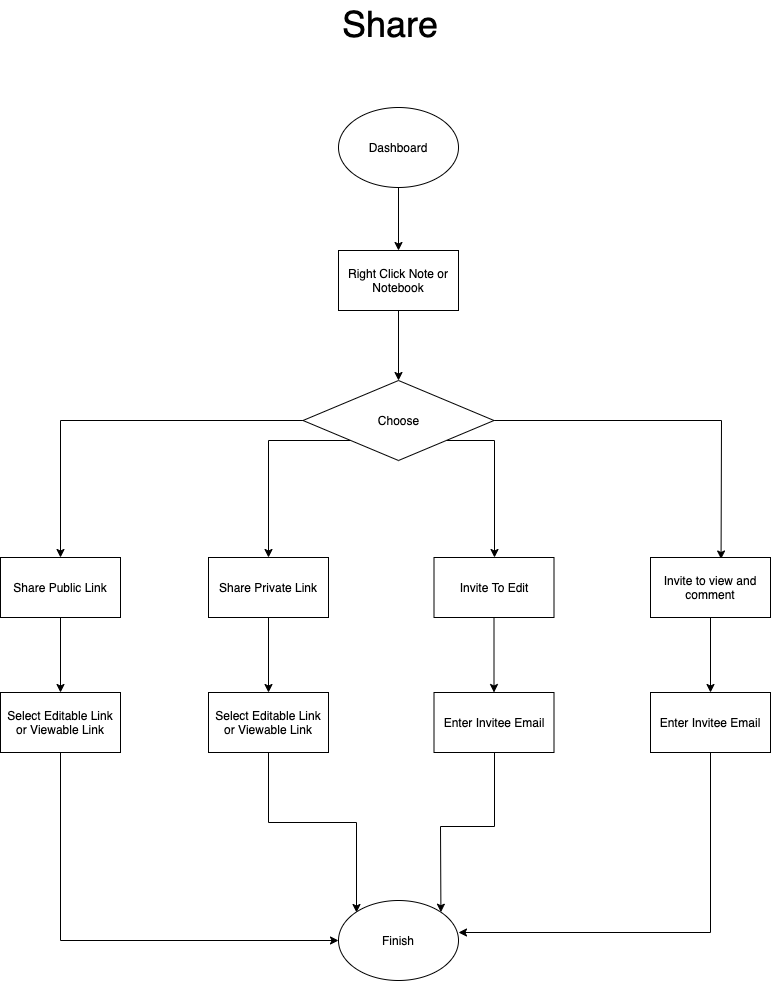 Share
Dashboard
Right Click Note or
Notebook
Choose
Share Public Link
Share Private Link
Invite To Edit
Invite to view and
comment
Select Editable Link
or Viewable Link
Select Editable Link
or Viewable Link
Enter Invitee Email
Enter Invitee Email
Finish